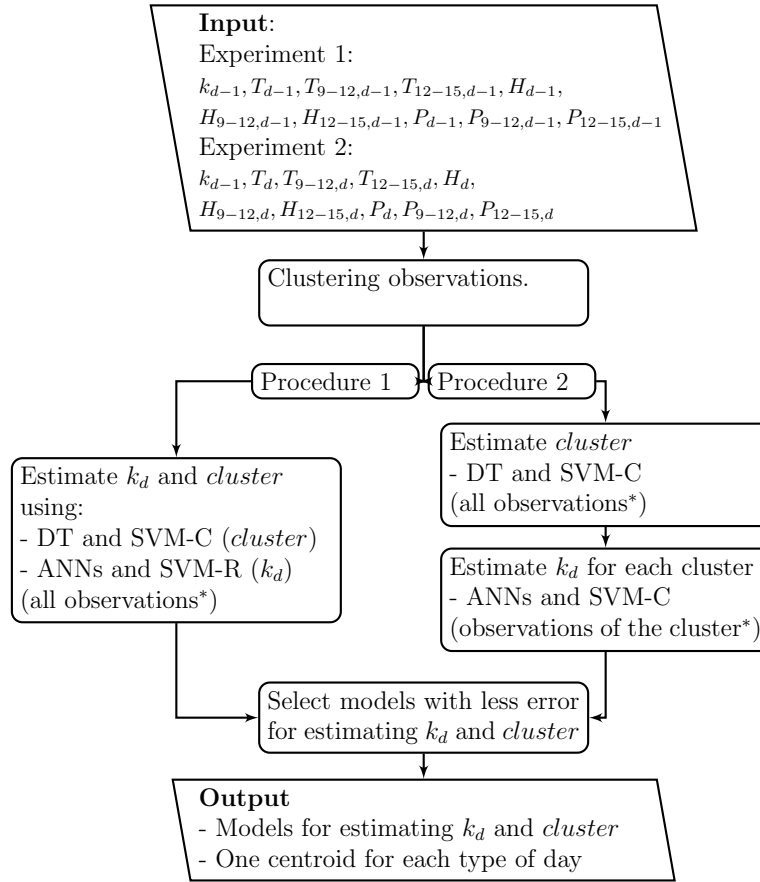 Input:
Experiment 1:
k_{d−1}, T_{d−1}, T_{9−12,d−1}, T_{12−15,d−1}, H_{d−1},
H_{9−12,d−1}, H_{12−15,d−1}, P_{d−1}, P_{9−12,d−1}, P_{12−15,d−1}
Experiment 2:
k_{d−1}, T_d, T_{9−12,d}, T_{12−15,d}, H_d,
H_{9−12,d}, H_{12−15,d}, P_d, P_{9−12,d}, P_{12−15,d}
Clustering observations.
Procedure 1
Procedure 2
Estimate k_d and cluster
using:
- DT and SVM-C (cluster)
- ANNs and SVM-R (k_d)
(all observations*)
Estimate cluster
- DT and SVM-C
(all observations*)
Estimate k_d for each cluster
- ANNs and SVM-C
(observations of the cluster*)
Select models with less error
for estimating k_d and cluster
Output
- Models for estimating k_d and cluster
- One centroid for each type of day